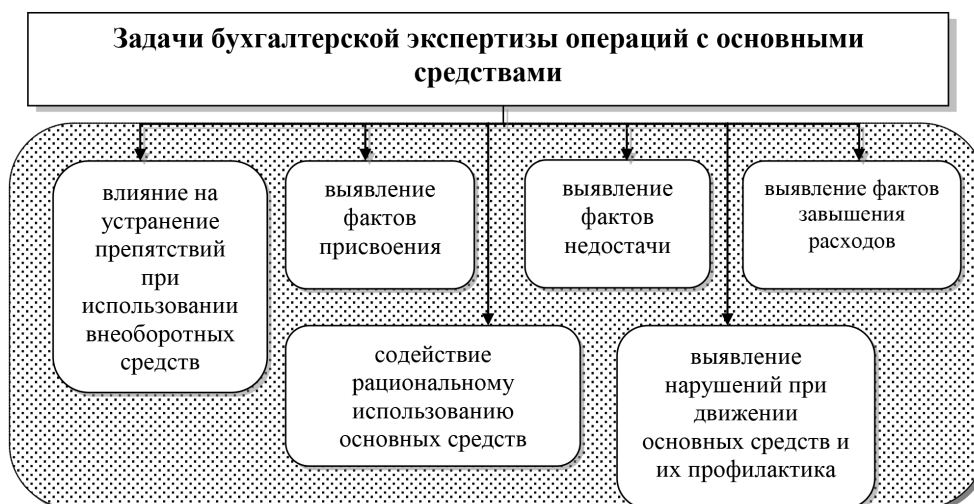 Задачи бухгалтерской экспертизы операций с основными
средствами
влияние на
устранение
препятствий
при
использовании
внеоборотных
средств
выявление
фактов
присвоения
выявление
фактов
недостачи
выявление фактов
завышения
расходов
содействие
рациональному
использованию
основных средств
выявление
нарушений при
движении
основных средств и
их профилактика